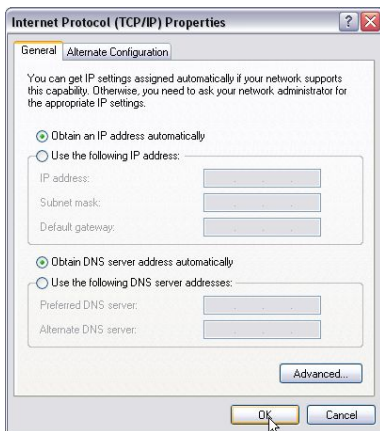 Internet Protocol (TCP/IP) Properties
General
Alternate Configuration
You can get IP settings assigned automatically if your network supports
this capability. Otherwise, you need to ask your network administrator for
the appropriate IP settings.
Obtain an IP address automatically
Use the following IP address:
IP address:
Subnet mask:
Default gateway:
Obtain DNS server address automatically
Use the following DNS server addresses:
Preferred DNS server:
Alternate DNS server:
Advanced...
OK
Cancel